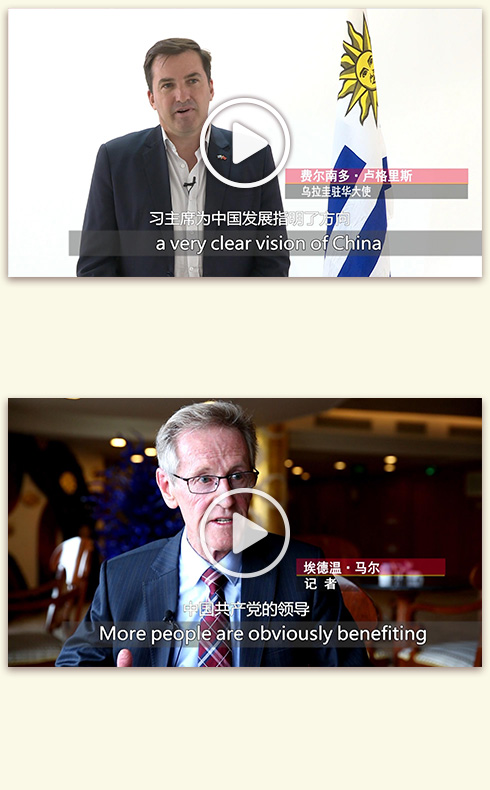 费尔南多·卢格里斯
乌拉圭驻华大使
习主席为中国发展指明了方向
a very clear vision of China
埃德温·马尔
记 者
中国共产党的领导
More people are obviously benefiting